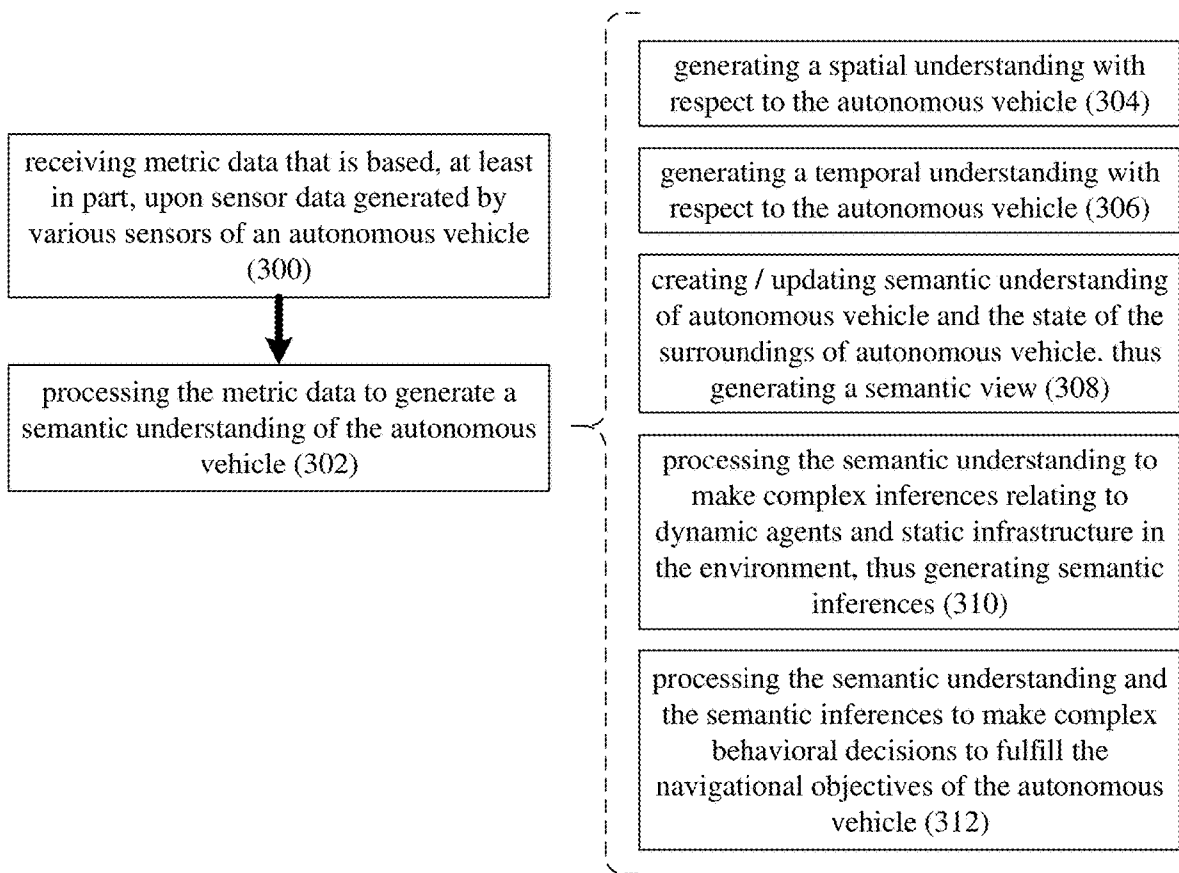 receiving metric data that is based, at least
in part, upon sensor data generated by
various sensors of an autonomous vehicle
(300)
processing the metric data to generate a
semantic understanding of the autonomous
vehicle (302)
generating a spatial understanding with
respect to the autonomous vehicle (304)
generating a temporal understanding with
respect to the autonomous vehicle (306)
creating / updating semantic understanding
of autonomous vehicle and the state of the
surroundings of autonomous vehicle. thus
generating a semantic view (308)
processing the semantic understanding to
make complex inferences relating to
dynamic agents and static infrastructure in
the environment, thus generating semantic
inferences (310)
processing the semantic understanding and
the semantic inferences to make complex
behavioral decisions to fulfill the
navigational objectives of the autonomous
vehicle (312)